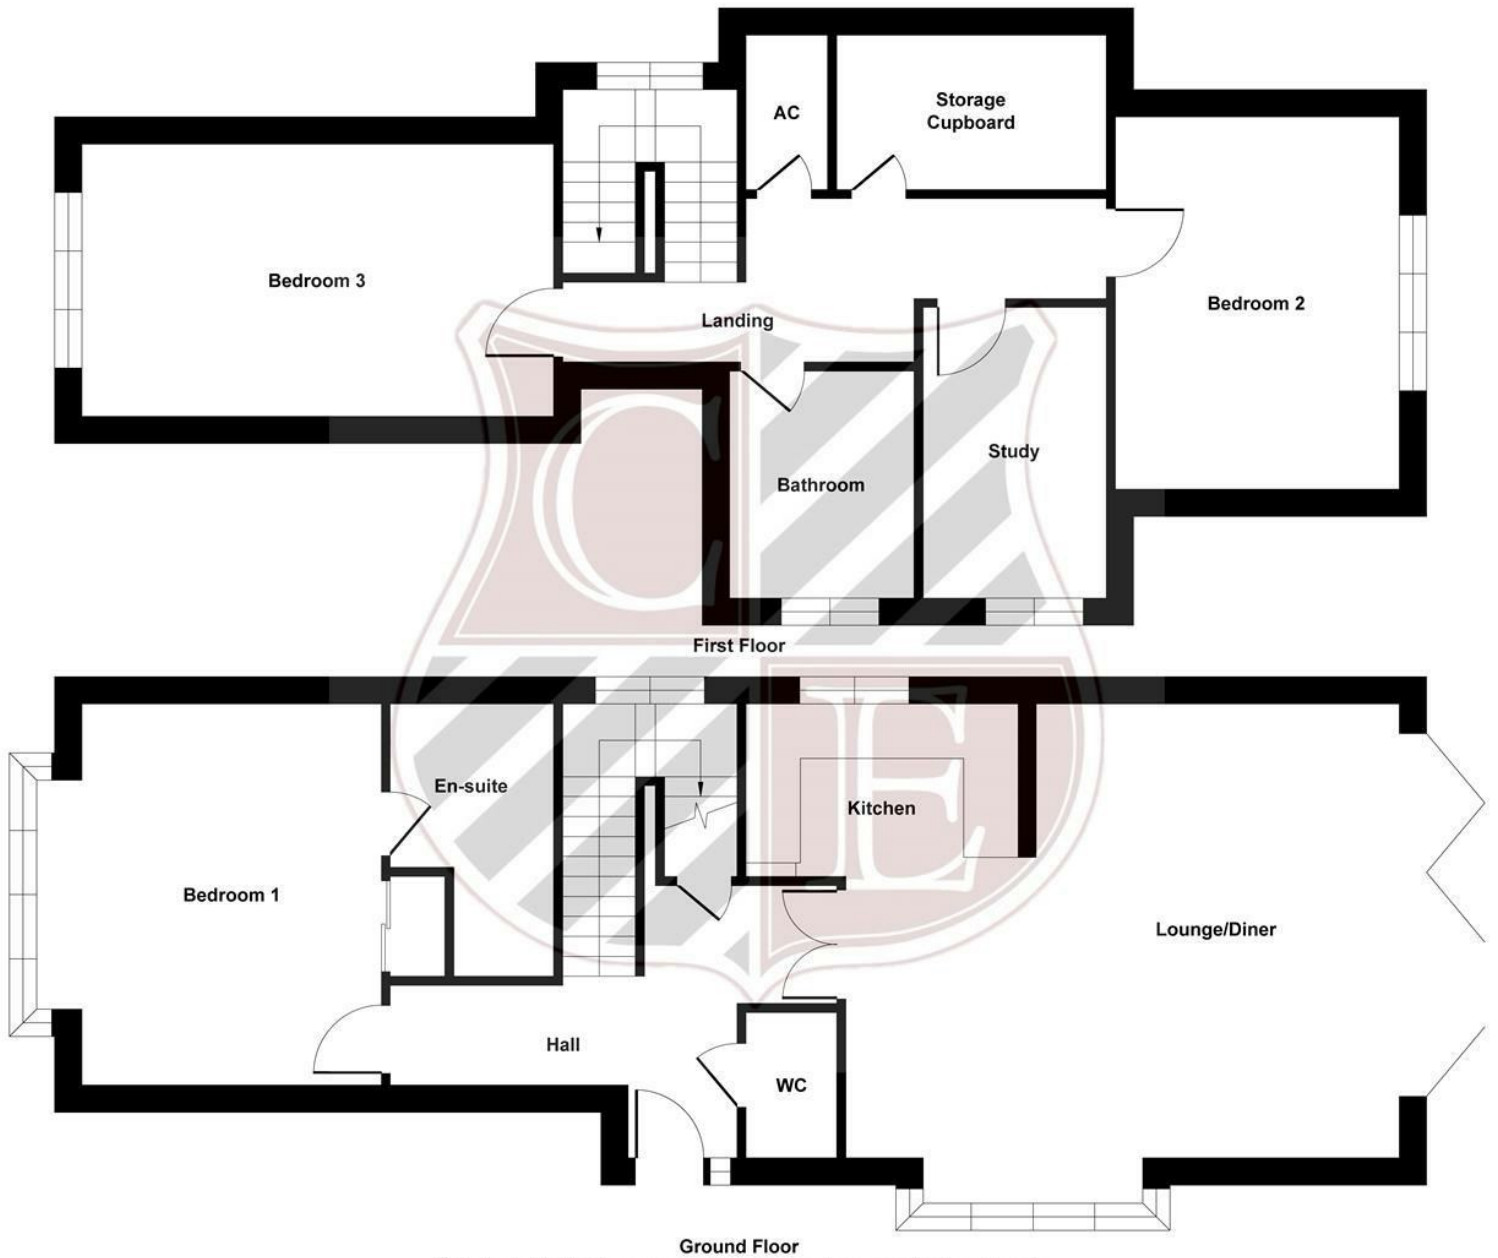 AC
Storage
Cupboard
Bedroom 3
Bedroom 2
Landing
Study
Bathroom
First Floor
En-suite
Kitchen
Bedroom 1
Lounge/Diner
Hall
WC
Ground Floor
C
E